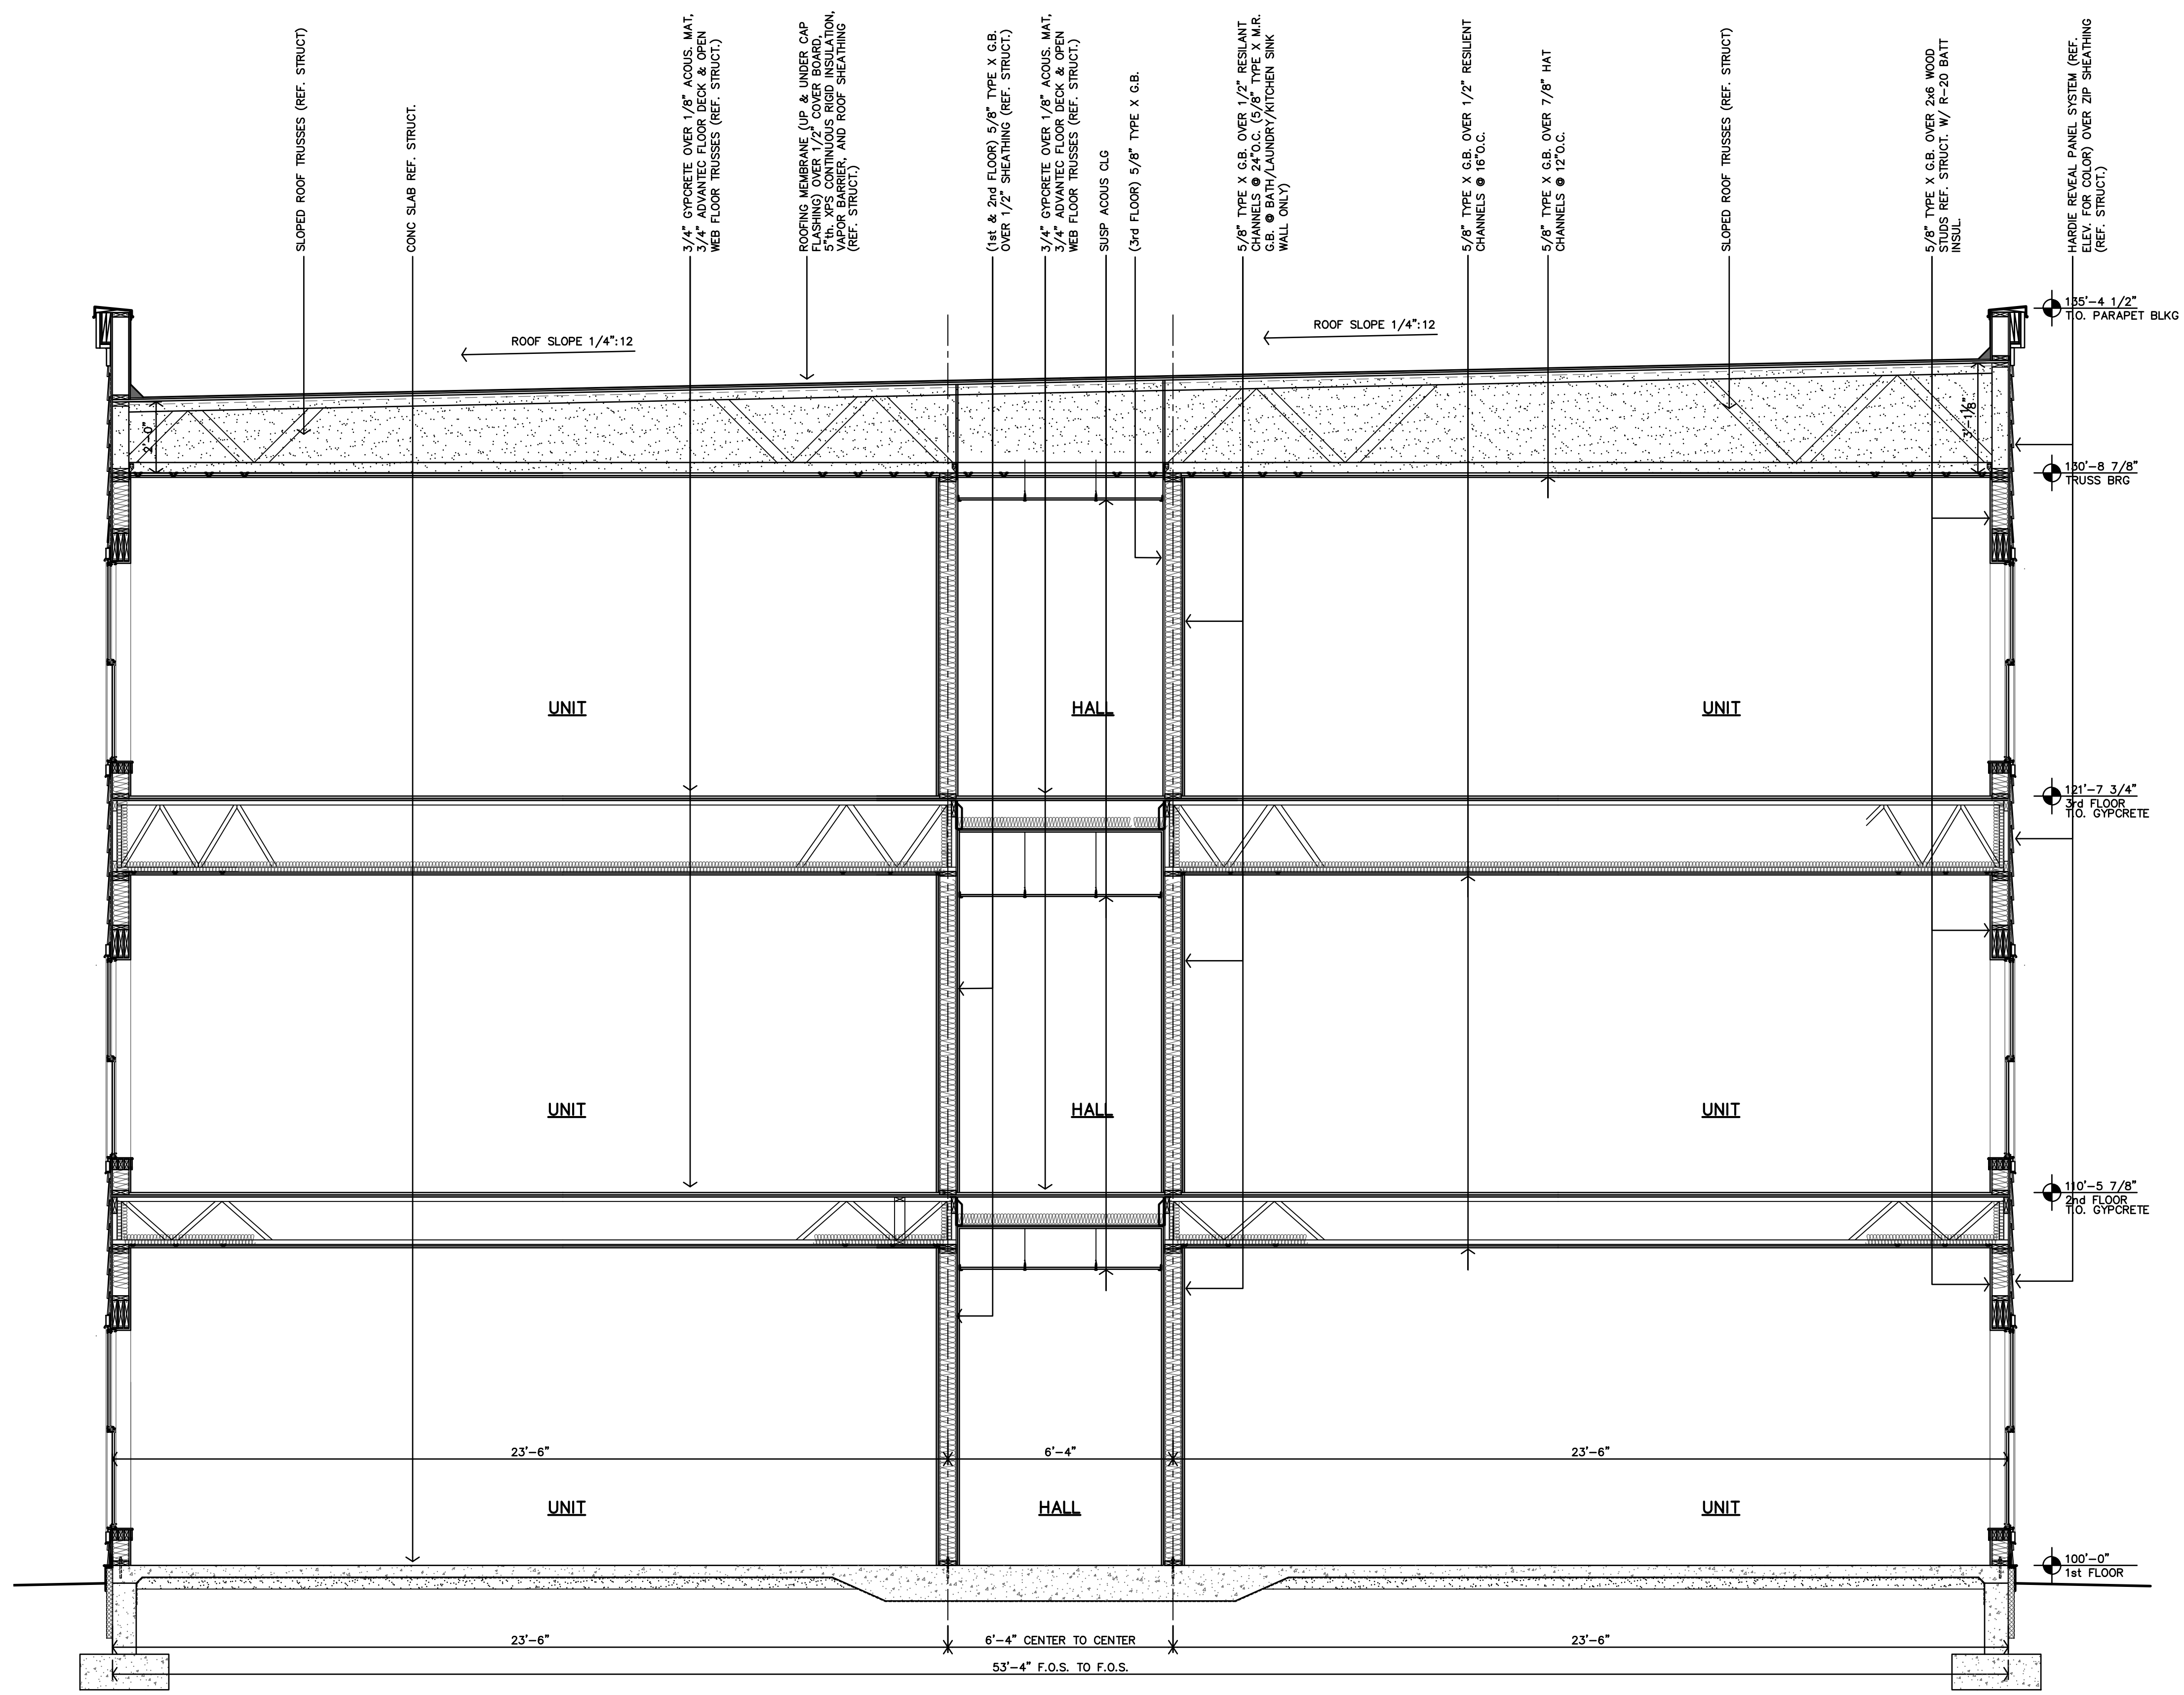 SLOPED ROOF TRUSSES (REF. STRUCT)
CONC SLAB REF. STRUCT.
3/4" GYPCRETE OVER 1/8" ACOUS. MAT,
3/4" ADVANTEC FLOOR DECK & OPEN
WEB FLOOR TRUSSES (REF. STRUCT.)
ROOFING MEMBRANE (UP & UNDER CAP
FLASHING) OVER 1/2" COVER BOARD,
5"th. XPS CONTINUOUS RIGID INSULATION,
VAPOR BARRIER, AND ROOF SHEATHING
(REF. STRUCT.)
(1st & 2nd FLOOR) 5/8" TYPE X G.B.
OVER 1/2" SHEATHING (REF. STRUCT.)
3/4" GYPCRETE OVER 1/8" ACOUS. MAT,
3/4" ADVANTEC FLOOR DECK & OPEN
WEB FLOOR TRUSSES (REF. STRUCT.)
SUSP ACOUS CLG
(3rd FLOOR) 5/8" TYPE X G.B.
5/8" TYPE X G.B. OVER 1/2" RESILANT
CHANNELS @ 24"O.C. (5/8" TYPE X M.R.
G.B. @ BATH/LAUNDRY/KITCHEN SINK
WALL ONLY)
5/8" TYPE X G.B. OVER 1/2" RESILIENT
CHANNELS @ 16"O.C.
5/8" TYPE X G.B. OVER 7/8" HAT
CHANNELS @ 12"O.C.
SLOPED ROOF TRUSSES (REF. STRUCT)
5/8" TYPE X G.B. OVER 2x6 WOOD
STUDS REF. STRUCT. W/ R-20 BATT
INSUL.
HARDIE REVEAL PANEL SYSTEM (REF.
ELEV. FOR COLOR) OVER ZIP SHEATHING
(REF. STRUCT.)
135'-4 1/2"
T.O. PARAPET BLKG
ROOF SLOPE 1/4":12
ROOF SLOPE 1/4":12
2'-0"
3'-1 1/8"
130'-8 7/8"
TRUSS BRG
UNIT
HALL
UNIT
121'-7 3/4"
3rd FLOOR
T.O. GYPCRETE
UNIT
HALL
UNIT
110'-5 7/8"
2nd FLOOR
T.O. GYPCRETE
23'-6"
6'-4"
23'-6"
UNIT
HALL
UNIT
100'-0"
1st FLOOR
23'-6"
6'-4" CENTER TO CENTER
23'-6"
53'-4" F.O.S. TO F.O.S.